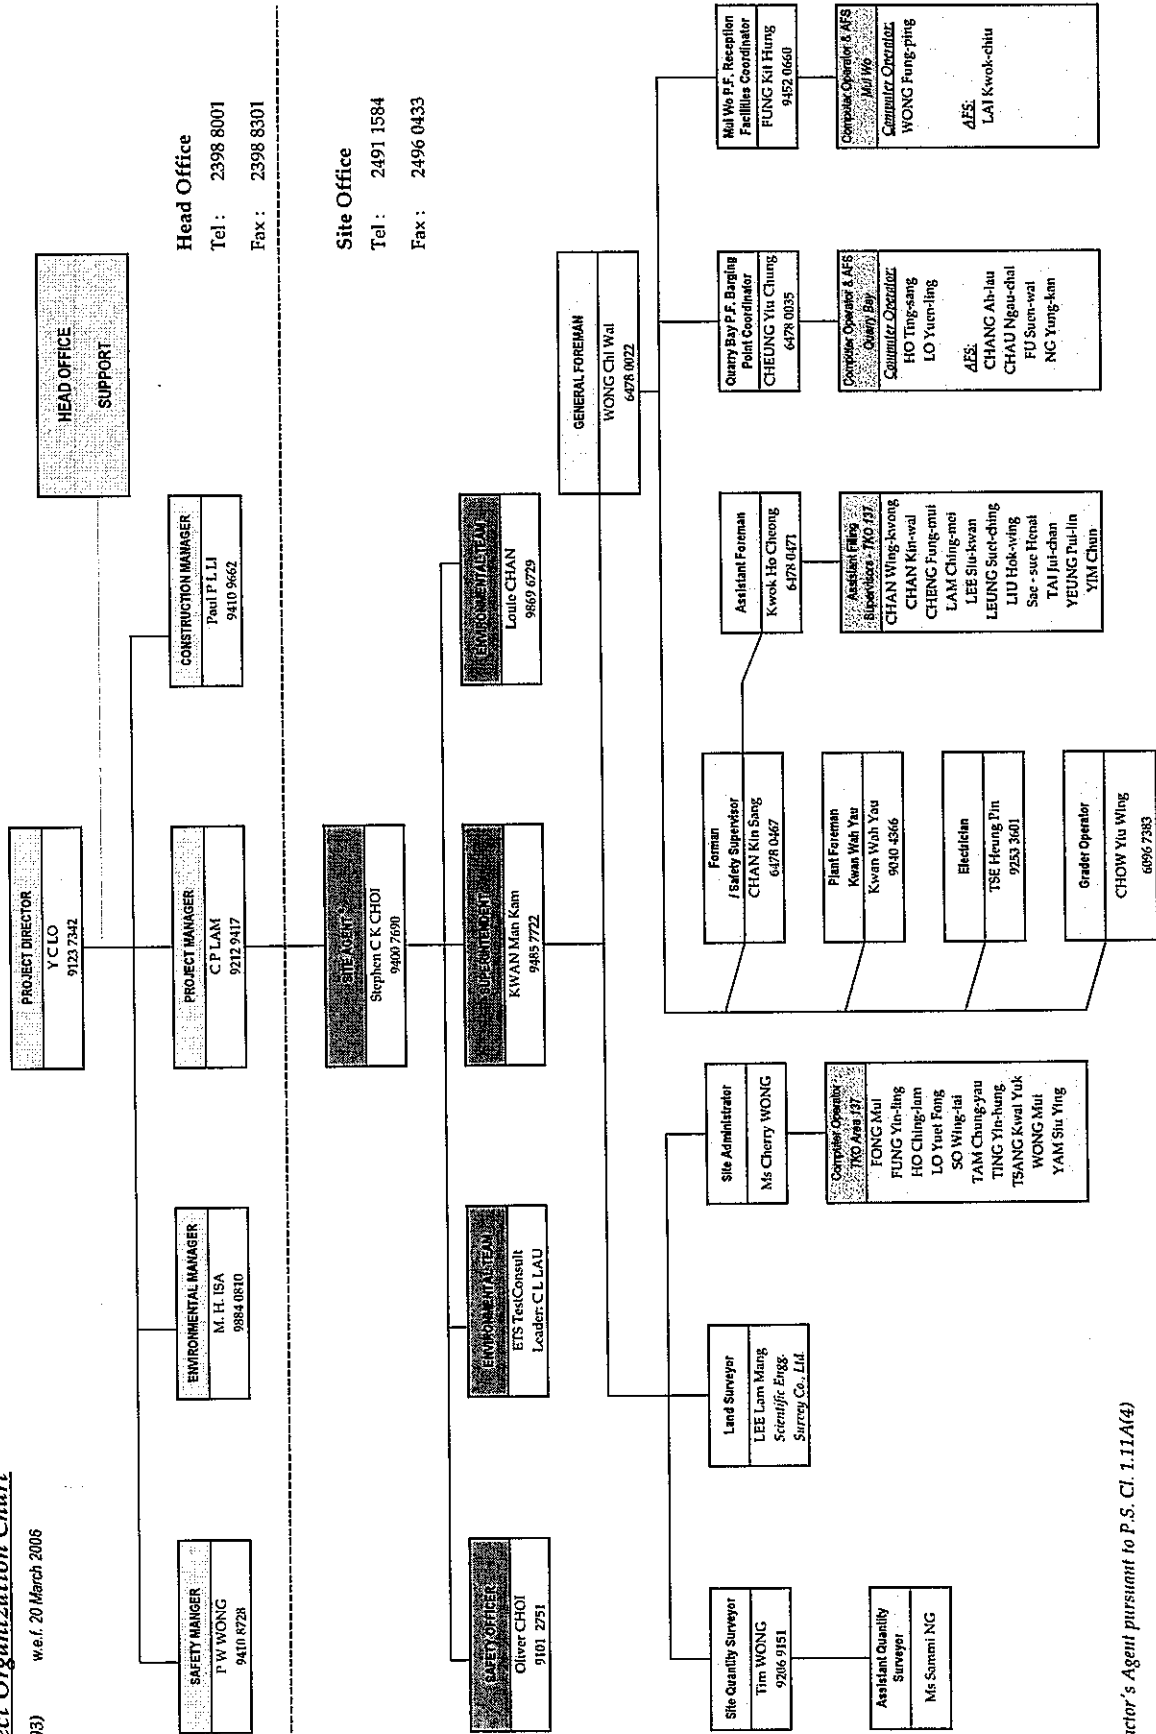 ect Organization Chart
03)
w.e.f. 20 March 2006
PROJECT DIRECTOR
Y C LO
9123 7342
HEAD OFFICE
SUPPORT
SAFETY MANGER
P W WONG
9410 8728
ENVIRONMENTAL MANAGER
M. H. ISA
9884 0810
PROJECT MANAGER
C P LAM
9212 9417
CONSTRUCTION MANAGER
Paul P L LI
9410 9662
Head Office
Tel : 2398 8001
Fax : 2398 8301
SITE AGENT
Stephen C K CHOI
9400 7690
Site Office
Tel : 2491 1584
Fax : 2496 0433
SAFETY OFFICER
Oliver CHOI
9101 2751
ENVIRONMENTAL TEAM
ETS TestConsult
Leader: C L LAU
SUPERINTENDENT
KWAN Man Kam
9485 7722
ENVIRONMENTAL TEAM
Louie CHAN
9869 6729
GENERAL FOREMAN
WONG Chi Wai
6478 0022
Site Quantity Surveyor
Tim WONG
9206 9151
Assistant Quantity
Surveyor
Ms Sammi NG
Land Surveyor
LEE Lam Mang
Scientific Engg.
Survey Co., Ltd.
Site Administrator
Ms Cherry WONG
Computer Operator
TKO Area 137
FONG Mui
FUNG Yin-ling
HO Ching-lam
LO Yuet Fong
SO Wing-tai
TAM Chung-yau
TING Yin-hung
TSANG Kwai Yuk
WONG Mui
YAM Siu Ying
Forman
/ Safety Supervisor
CHAN Kin Sang
6478 0467
Plant Foreman
Kwan Wah Yau
Kwan Wah Yau
9040 4366
Electrician
TSE Heung Pin
9253 3601
Grader Operator
CHOW Yiu Wing
6096 7383
Assistant Foreman
Kwok Ho Cheong
6478 0471
Assistant Filling
Supervisors - TKO 137
CHAN Wing-kwong
CHAN Kin-wai
CHENG Fung-mui
LAM Ching-mei
LEE Siu-kwan
LEUNG Suet-ching
LIU Hok-wing
Sae - sue Henai
TAI Jui-chan
YEUNG Pui-lin
YIM Chun
Quarry Bay P.F. Barging
Point Coordinator
CHEUNG Yiu Chung
6478 0035
Computer Operator & AFS
Quarry Bay
Computer Operator:
HO Ting-sang
LO Yuen-ling
AFS:
CHANG Ah-lau
CHAU Ngau-chai
FU Suen-wai
NG Yung-kan
Mui Wo P.F. Reception
Facilities Coordinator
FUNG Kit Hung
9452 0660
Computer Operator & AFS
Mui Wo
Computer Operator:
WONG Fung-ping
AFS:
LAI Kwok-chiu
actor's Agent pursuant to P.S. Cl. 1.11A(4)